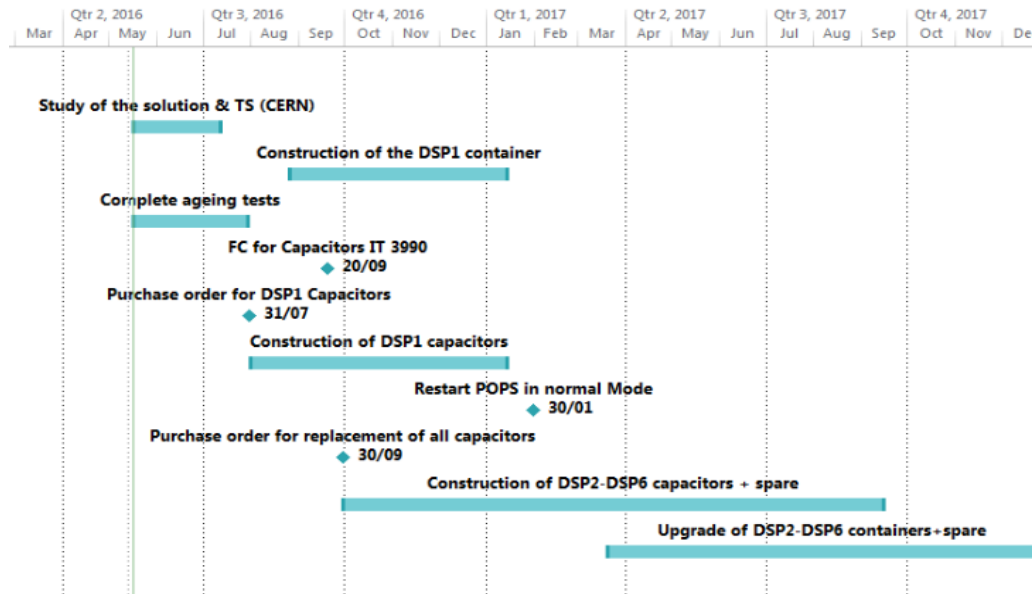 Qtr 2, 2016 Qtr 3, 2016 Qtr 4, 2016 Qtr 1, 2017 Qtr 2, 2017 Qtr 3, 2017 Qtr 4, 2017
Mar Apr May Jun Jul Aug Sep Oct Nov Dec Jan Feb Mar Apr May Jun Jul Aug Sep Oct Nov De
Study of the solution & TS (CERN)
Construction of the DSP1 container
Complete ageing tests
FC for Capacitors IT 3990
20/09
Purchase order for DSP1 Capacitors
31/07
Construction of DSP1 capacitors
Restart POPS in normal Mode
30/01
Purchase order for replacement of all capacitors
30/09
Construction of DSP2-DSP6 capacitors + spare
Upgrade of DSP2-DSP6 containers+spare